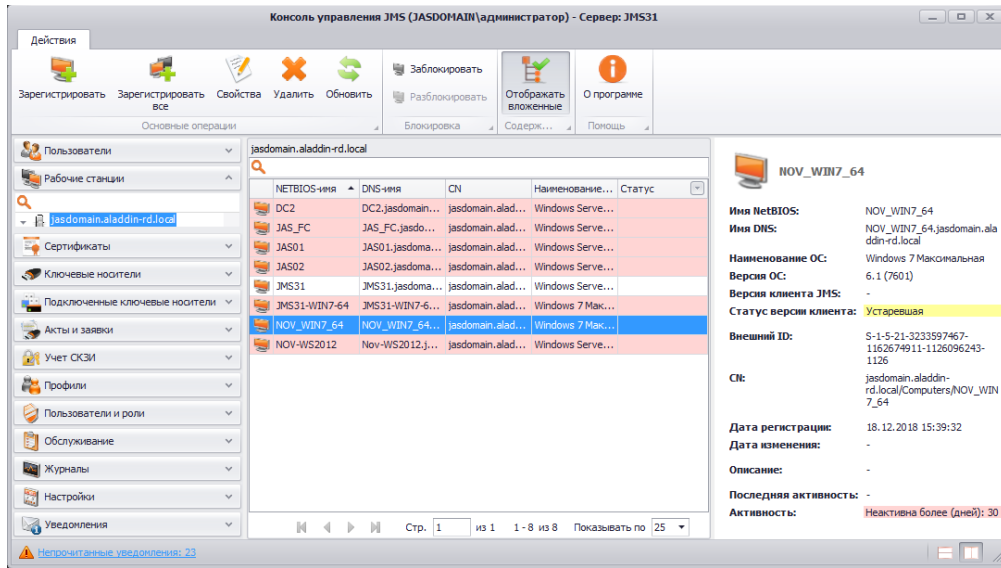 Консоль управления JMS (JASDOMAIN\администратор) - Сервер: JMS31
Действия
Зарегистрировать
Зарегистрировать все
Свойства
Удалить
Обновить
Заблокировать
Разблокировать
Отображать вложенные
О программе
Основные операции
Блокировка
Содерж...
Помощь
Пользователи
Рабочие станции
jasdomain.aladdin-rd.local
Сертификаты
Ключевые носители
Подключенные ключевые носители
Акты и заявки
Учет СКЗИ
Профили
Пользователи и роли
Обслуживание
Журналы
Настройки
Уведомления
jasdomain.aladdin-rd.local
NETBIOS-имя DNS-имя CN Наименование... Статус
DC2 DC2.jasdomain... jasdomain.alad... Windows Serve...
JAS_FC JAS_FC.jasdo... jasdomain.alad... Windows Serve...
JAS01 JAS01.jasdoma... jasdomain.alad... Windows Serve...
JAS02 JAS02.jasdoma... jasdomain.alad... Windows Serve...
JMS31 JMS31.jasdoma... jasdomain.alad... Windows Serve...
JMS31-WIN7-64 JMS31-WIN7-6... jasdomain.alad... Windows 7 Мак...
NOV_WIN7_64 NOV_WIN7_64... jasdomain.alad... Windows 7 Мак...
NOV-WS2012 Nov-WS2012.j... jasdomain.alad... Windows Serve...
Стр. 1 из 1 1 - 8 из 8 Показывать по 25
NOV_WIN7_64
Имя NetBIOS: NOV_WIN7_64
Имя DNS: NOV_WIN7_64.jasdomain.ala
ddin-rd.local
Наименование ОС: Windows 7 Максимальная
Версия ОС: 6.1 (7601)
Версия клиента JMS: -
Статус версии клиента: Устаревшая
Внешний ID: S-1-5-21-3233597467-
1162674911-1126096243-
1126
CN: jasdomain.aladdin-
rd.local/Computers/NOV_WIN
7_64
Дата регистрации: 18.12.2018 15:39:32
Дата изменения: -
Описание: -
Последняя активность: -
Активность: Неактивна более (дней): 30
Непрочитанные уведомления: 23